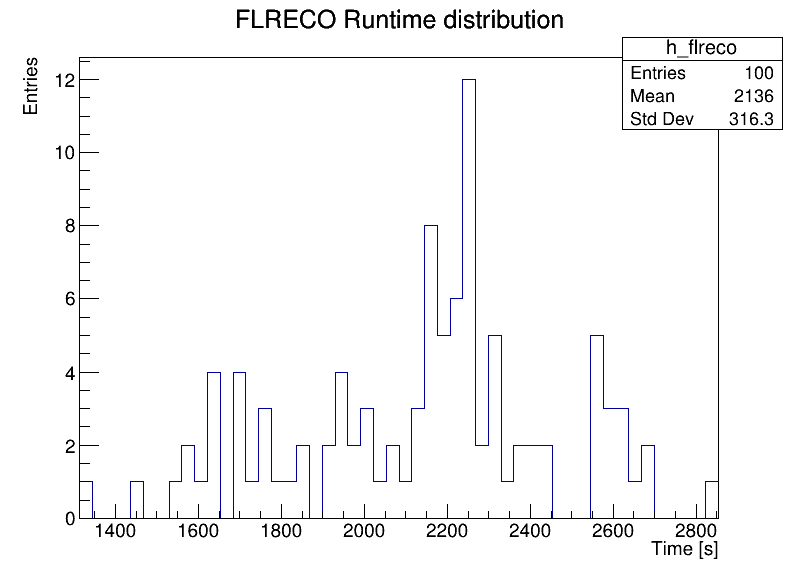 FLRECO Runtime distribution
h_flreco
Entries 100
Mean 2136
Std Dev 316.3
Entries
12
10
8
6
4
2
0
1400 1600 1800 2000 2200 2400 2600 2800
Time [s]